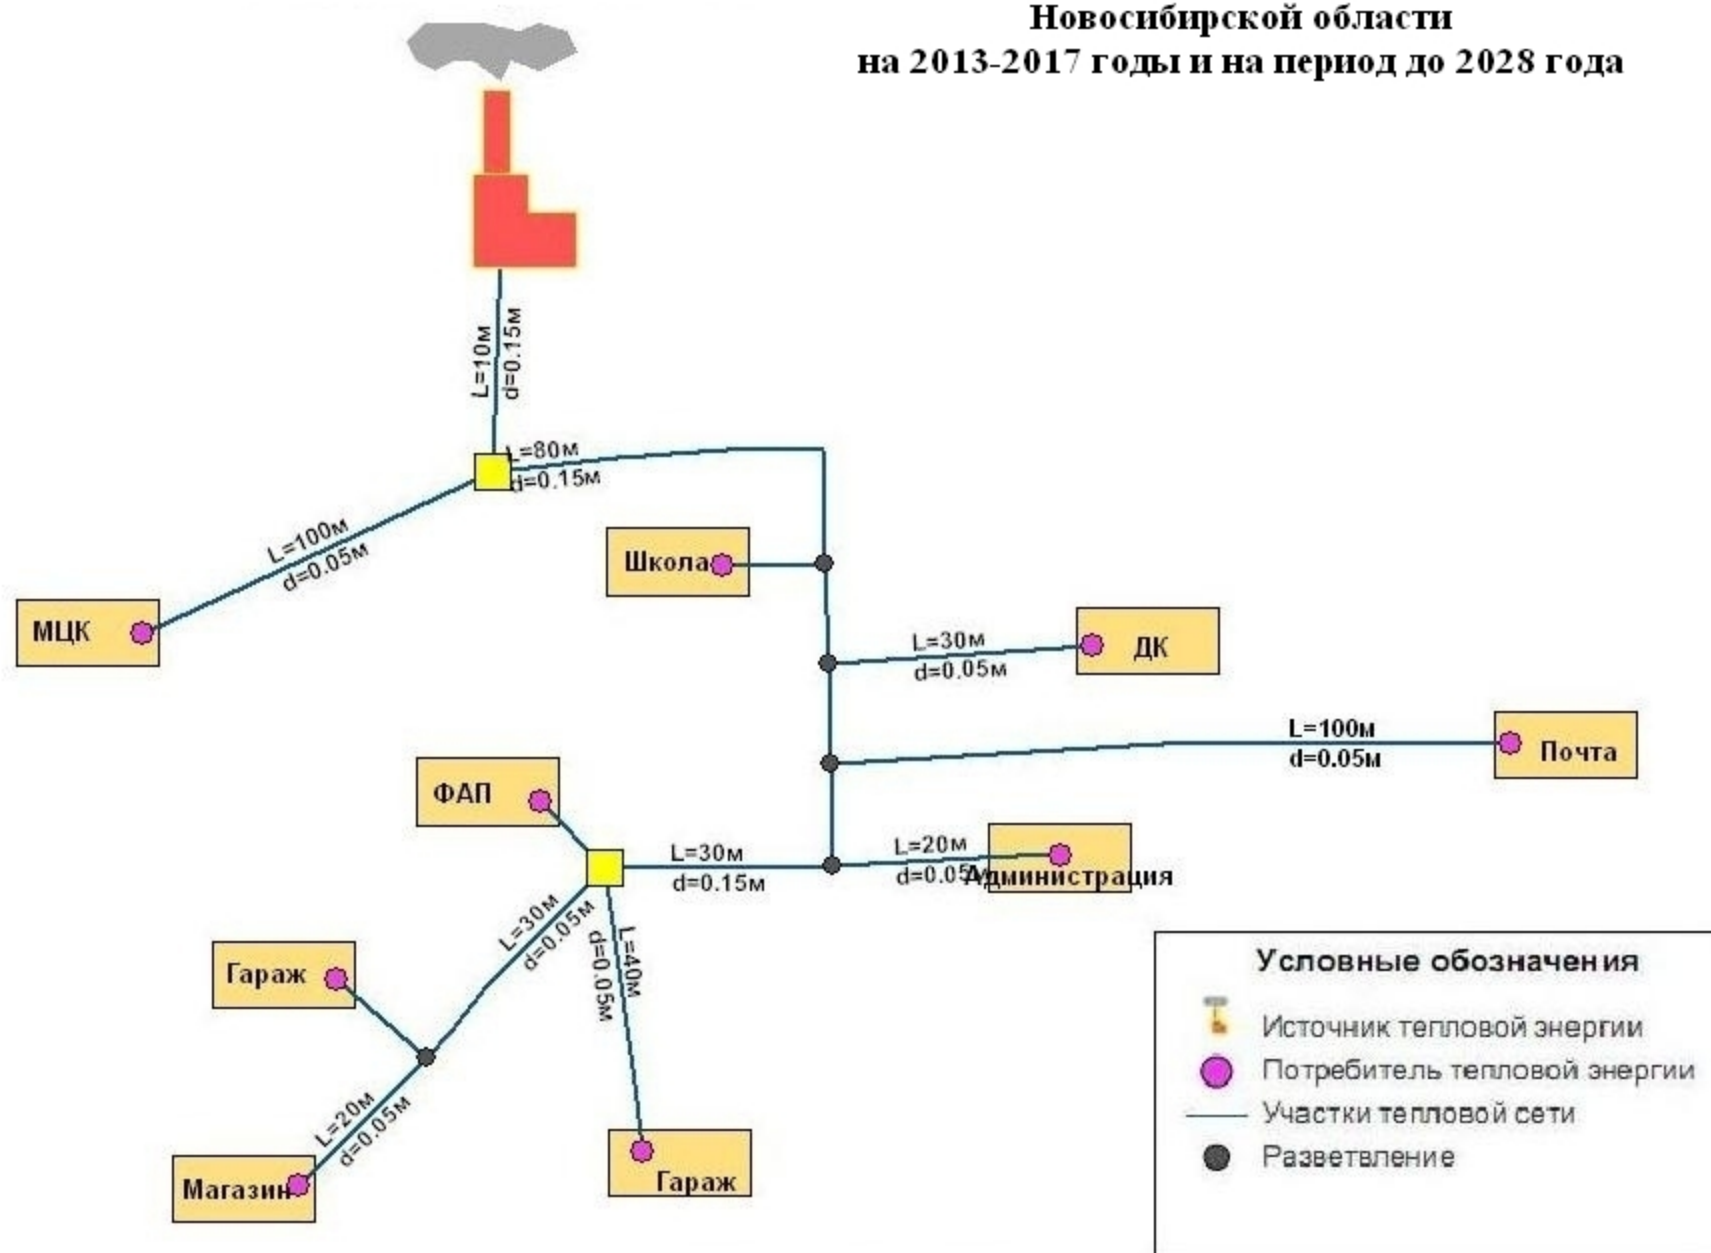 Новосибирской области
на 2013-2017 годы и на период до 2028 года
L=10м
d=0.15м
L=80м
d=0.15м
L=100м
d=0.05м
МЦК
Школа
L=30м
d=0.05м
ДК
L=100м
d=0.05м
Почта
ФАП
L=30м
d=0.15м
L=20м
d=0.05м
Администрация
L=30м
d=0.05м
L=40м
d=0.05м
Гараж
L=20м
d=0.05м
Магазин
Гараж
Условные обозначения
Источник тепловой энергии
Потребитель тепловой энергии
Участки тепловой сети
Разветвление